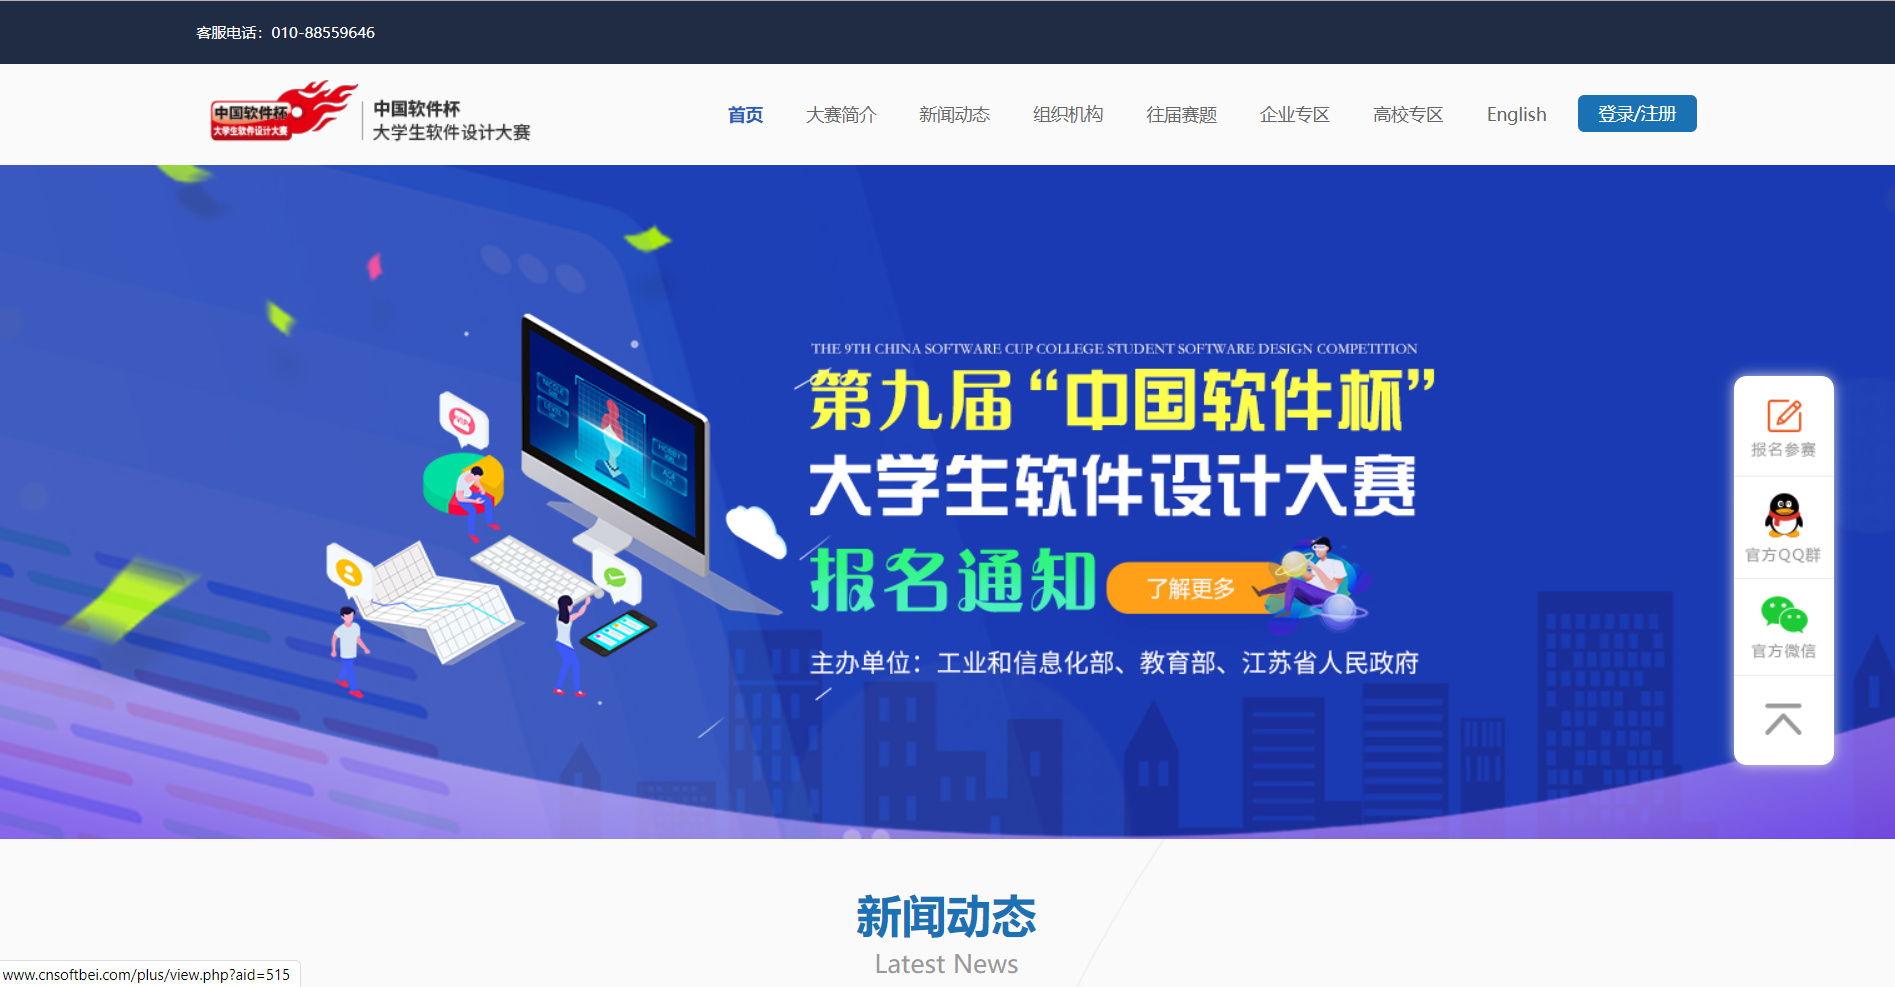 客服电话：010-88559646
中国软件杯
大学生软件设计大赛
中国软件杯
大学生软件设计大赛
首页
大赛简介
新闻动态
组织机构
往届赛题
企业专区
高校专区
English
登录/注册
THE 9TH CHINA SOFTWARE CUP COLLEGE STUDENT SOFTWARE DESIGN COMPETITION
第九届“中国软件杯”
大学生软件设计大赛
报名通知
了解更多
主办单位：工业和信息化部、教育部、江苏省人民政府
VIP
报名参赛
官方QQ群
官方微信
新闻动态
Latest News
www.cnsoftbei.com/plus/view.php?aid=515